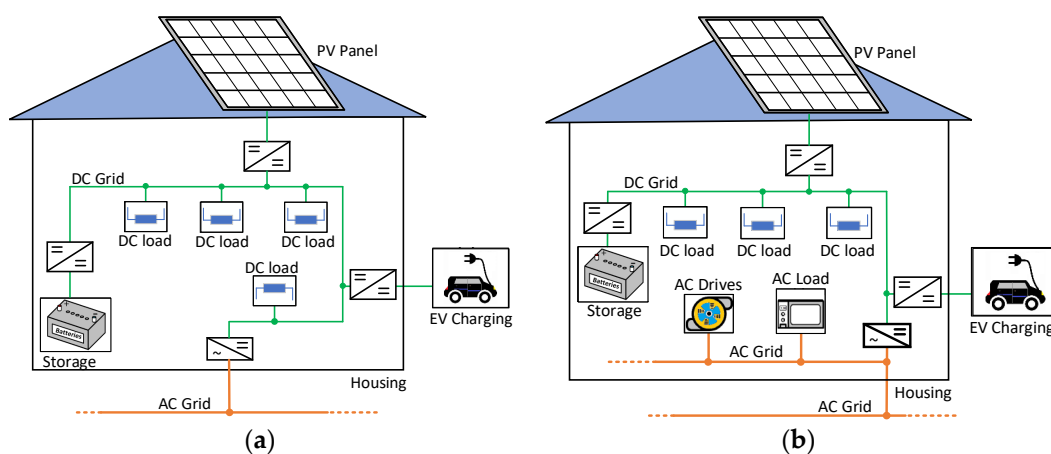 PV Panel
DC Grid
DC load
DC load
DC load
DC load
Batteries
Storage
EV Charging
Housing
AC Grid
(a)
PV Panel
DC Grid
DC load
DC load
DC load
Batteries
Storage
AC Drives
AC Load
EV Charging
AC Grid
Housing
AC Grid
(b)